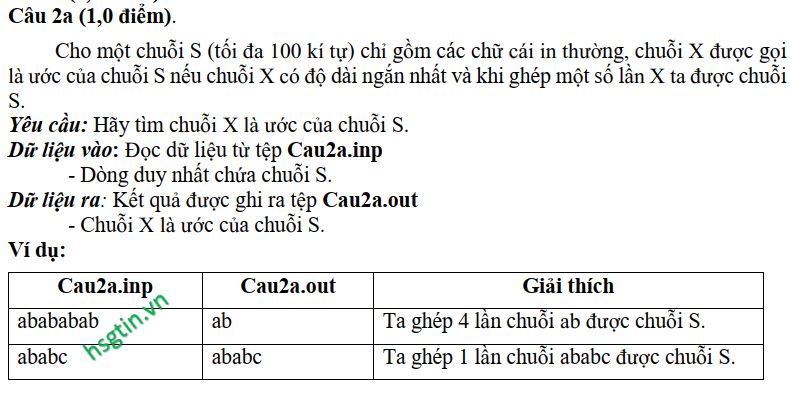 Câu 2a (1,0 điểm).
Cho một chuỗi S (tối đa 100 kí tự) chỉ gồm các chữ cái in thường, chuỗi X được gọi
là ước của chuỗi S nếu chuỗi X có độ dài ngắn nhất và khi ghép một số lần X ta được chuỗi
S.
Yêu cầu: Hãy tìm chuỗi X là ước của chuỗi S.
Dữ liệu vào: Đọc dữ liệu từ tệp Cau2a.inp
- Dòng duy nhất chứa chuỗi S.
Dữ liệu ra: Kết quả được ghi ra tệp Cau2a.out
- Chuỗi X là ước của chuỗi S.
Ví dụ:
Cau2a.inp Cau2a.out Giải thích
abababab ab Ta ghép 4 lần chuỗi ab được chuỗi S.
ababc ababc Ta ghép 1 lần chuỗi ababc được chuỗi S.
hsgtin.vn